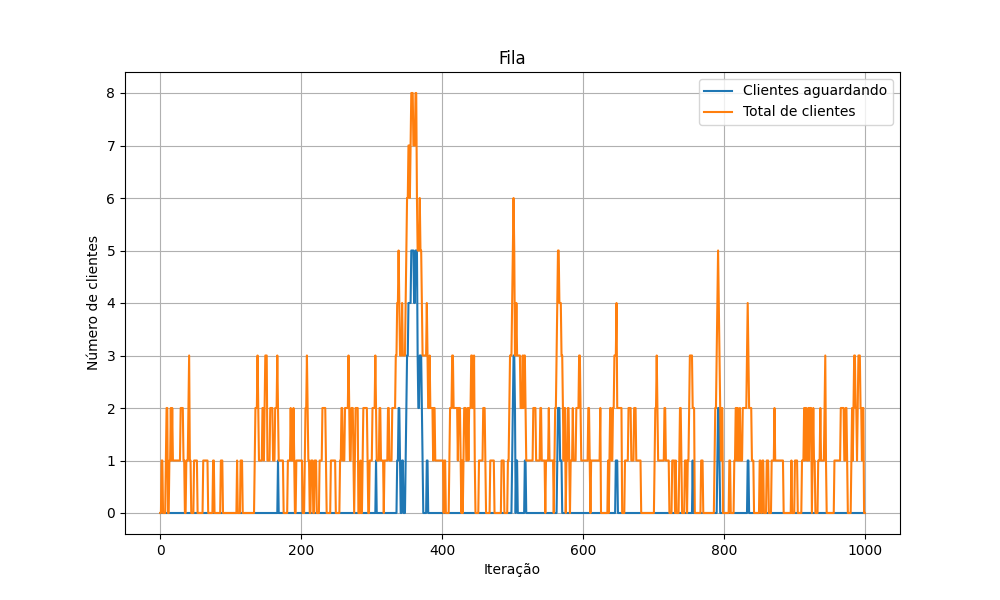 Fila
Clientes aguardando
Total de clientes
Número de clientes
8
7
6
5
4
3
2
1
0
0 200 400 600 800 1000
Iteração